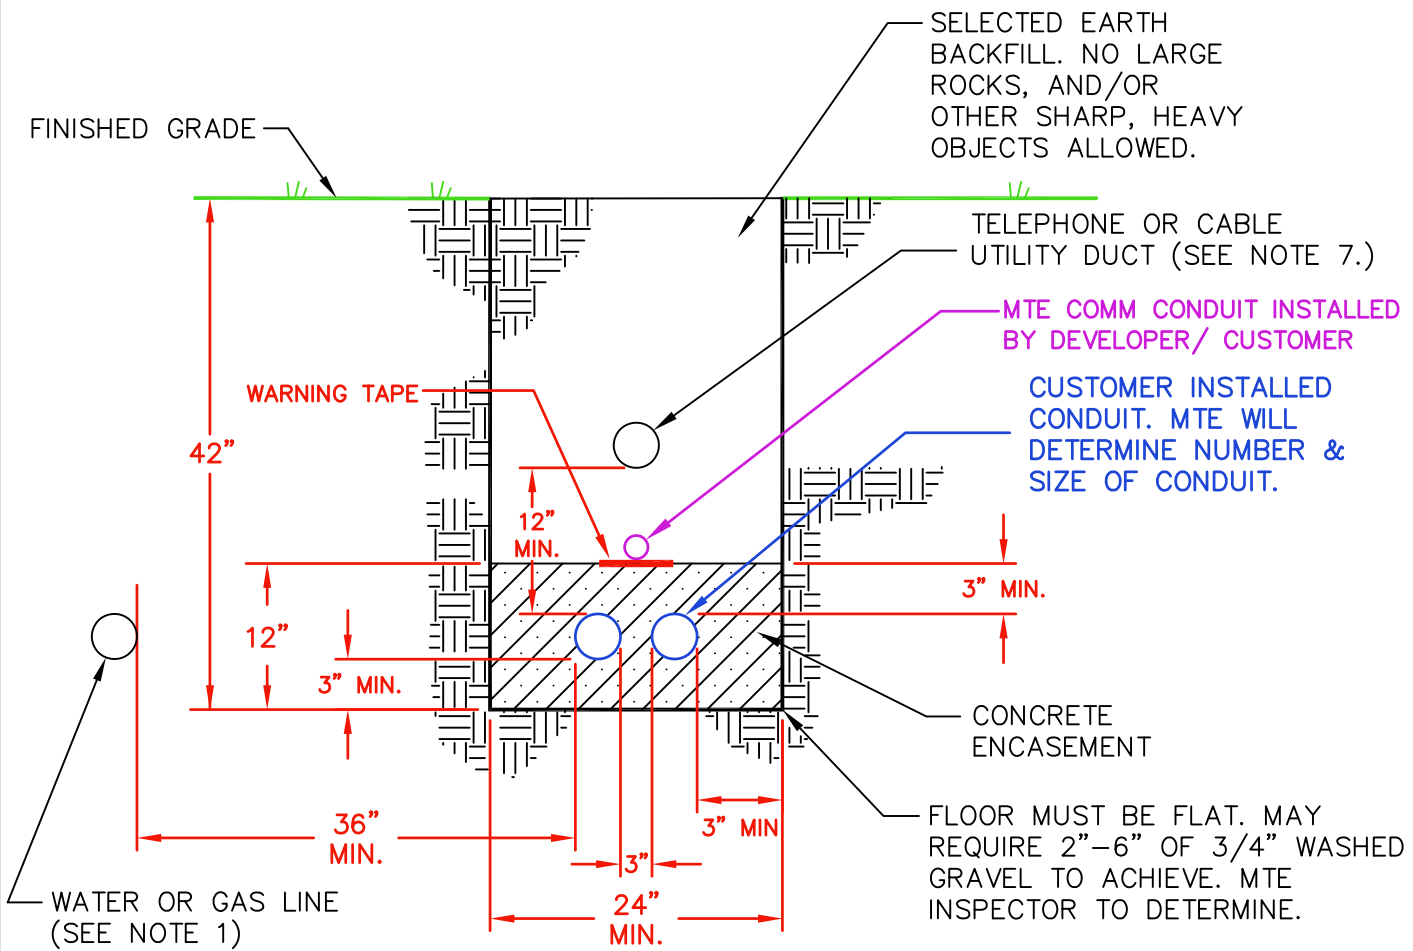 SELECTED EARTH
BACKFILL. NO LARGE
ROCKS, AND/OR
OTHER SHARP, HEAVY
OBJECTS ALLOWED.
FINISHED GRADE
TELEPHONE OR CABLE
UTILITY DUCT (SEE NOTE 7.)
MTE COMM CONDUIT INSTALLED
BY DEVELOPER/ CUSTOMER
WARNING TAPE
CUSTOMER INSTALLED
CONDUIT. MTE WILL
DETERMINE NUMBER &
SIZE OF CONDUIT.
42”
12”
MIN.
3” MIN.
12”
3” MIN.
CONCRETE
ENCASEMENT
FLOOR MUST BE FLAT. MAY
REQUIRE 2”–6” OF 3/4” WASHED
GRAVEL TO ACHIEVE. MTE
INSPECTOR TO DETERMINE.
36”
MIN.
3” MIN
3”
24”
MIN.
WATER OR GAS LINE
(SEE NOTE 1)